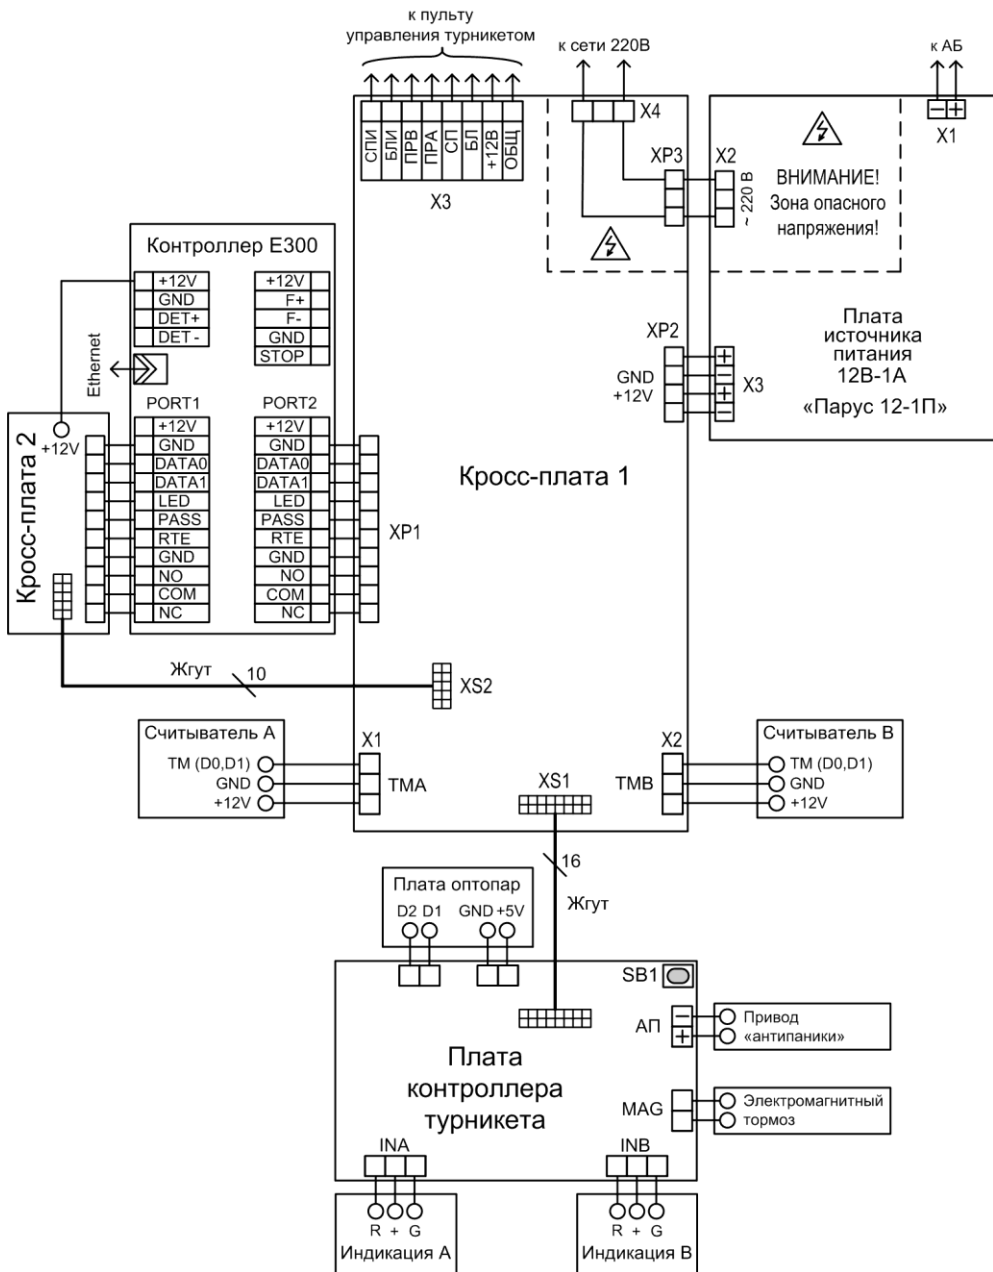 к пульту
управления турникетом
к сети 220В
к АБ
СПИ
БЛИ
ПРВ
ПРА
СП
БЛ
+12В
ОБЩ
X3
X4
XP3
X2
~ 220 В
ВНИМАНИЕ!
Зона опасного
напряжения!
− +
X1
Контроллер E300
+12V
GND
DET+
DET -
+12V
F+
F-
GND
STOP
Ethernet
XP2
GND
+12V
+
−
+
−
X3
Плата
источника
питания
12В-1А
«Парус 12-1П»
Кросс-плата 2
+12V
PORT1
+12V
GND
DATA0
DATA1
LED
PASS
RTE
GND
NO
COM
NC
PORT2
+12V
GND
DATA0
DATA1
LED
PASS
RTE
GND
NO
COM
NC
XP1
Кросс-плата 1
Жгут
10
XS2
Считыватель А
TM (D0,D1)
GND
+12V
X1
TMA
XS1
X2
TMB
Считыватель В
TM (D0,D1)
GND
+12V
16
Жгут
Плата оптопар
D2 D1 GND +5V
SB1
АП
−
+
Привод
«антипаники»
Плата
контроллера
турникета
MAG
Электромагнитный
тормоз
INA
INB
R + G
Индикация А
R + G
Индикация В